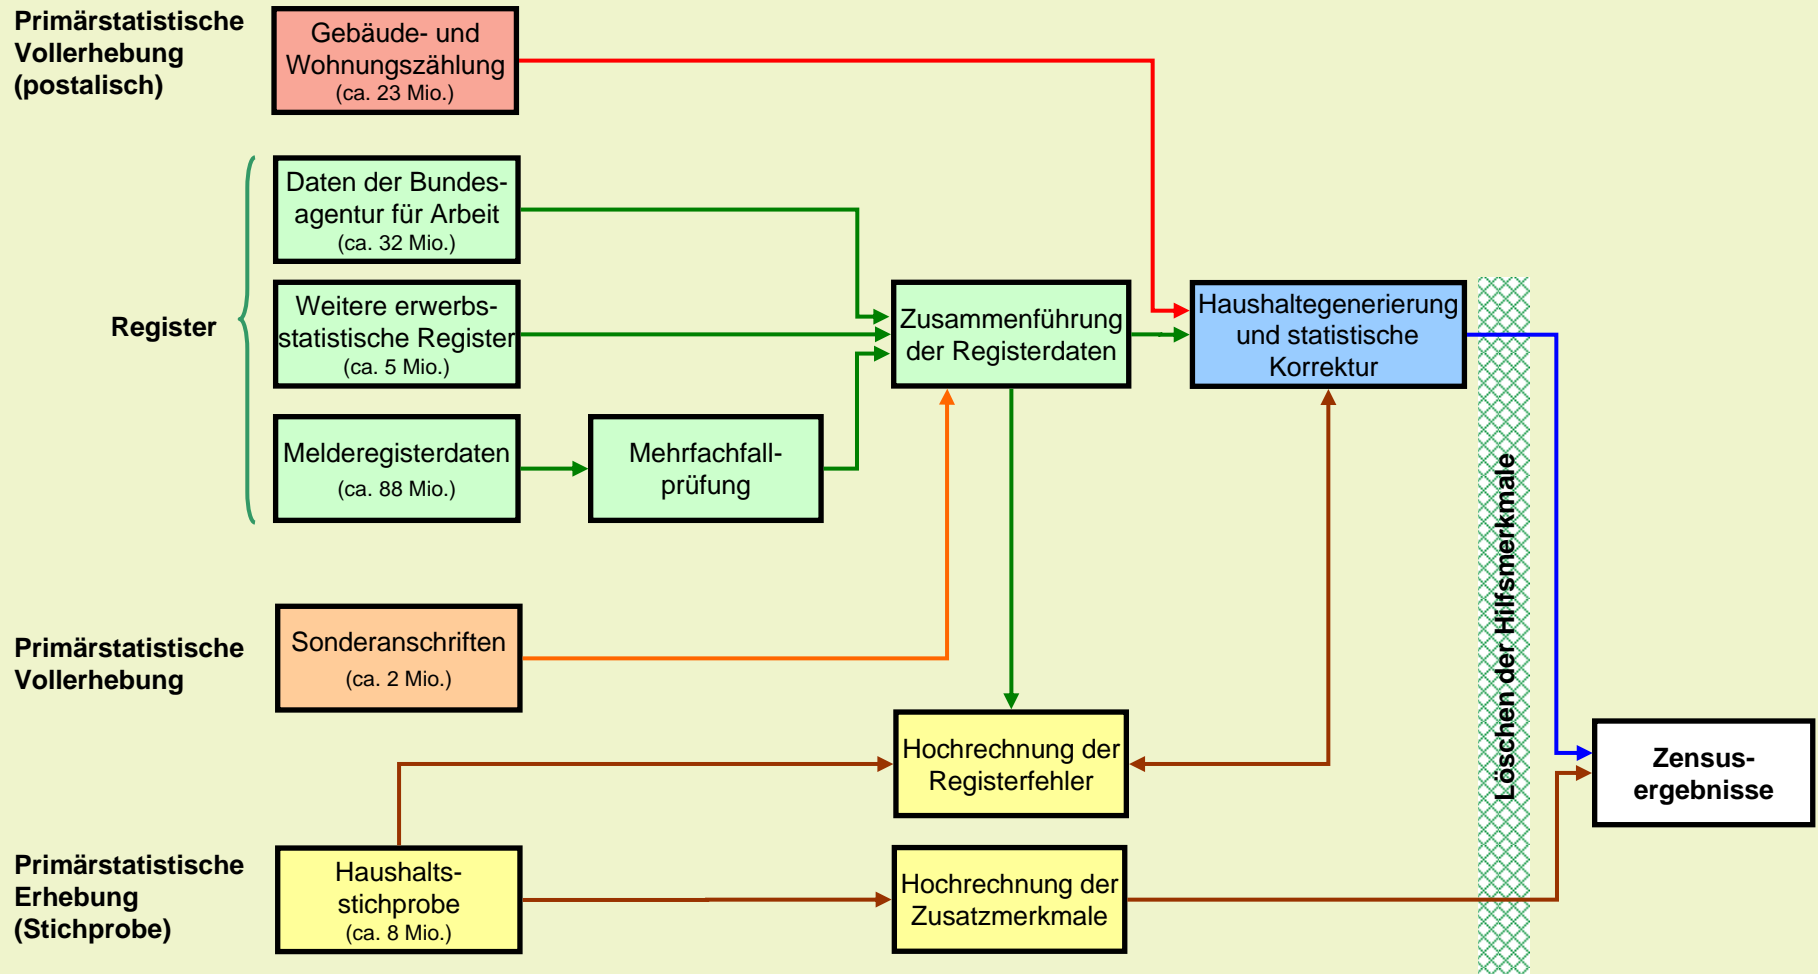 Primärstatistische
Vollerhebung
(postalisch)
Gebäude- und
Wohnungszählung
(ca. 23 Mio.)
Register
Daten der Bundes-
agentur für Arbeit
(ca. 32 Mio.)
Weitere erwerbs-
statistische Register
(ca. 5 Mio.)
Melderegisterdaten
(ca. 88 Mio.)
Mehrfachfall-
prüfung
Zusammenführung
der Registerdaten
Haushaltegenerierung
und statistische
Korrektur
Löschen der Hilfsmerkmale
Primärstatistische
Vollerhebung
Sonderanschriften
(ca. 2 Mio.)
Hochrechnung der
Registerfehler
Zensus-
ergebnisse
Primärstatistische
Erhebung
(Stichprobe)
Haushalts-
stichprobe
(ca. 8 Mio.)
Hochrechnung der
Zusatzmerkmale